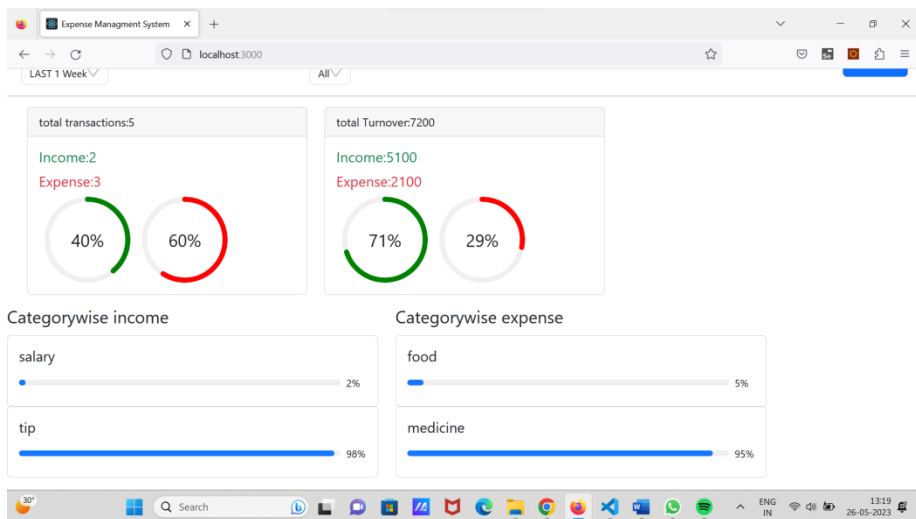 Expense Managment System
localhost:3000
LAST 1 Week All
total transactions:5
Income:2
Expense:3
40% 60%
total Turnover:7200
Income:5100
Expense:2100
71% 29%
Categorywise income
salary
2%
tip
98%
Categorywise expense
food
5%
medicine
95%
30°
Search
ENG
IN
13:19
26-05-2023